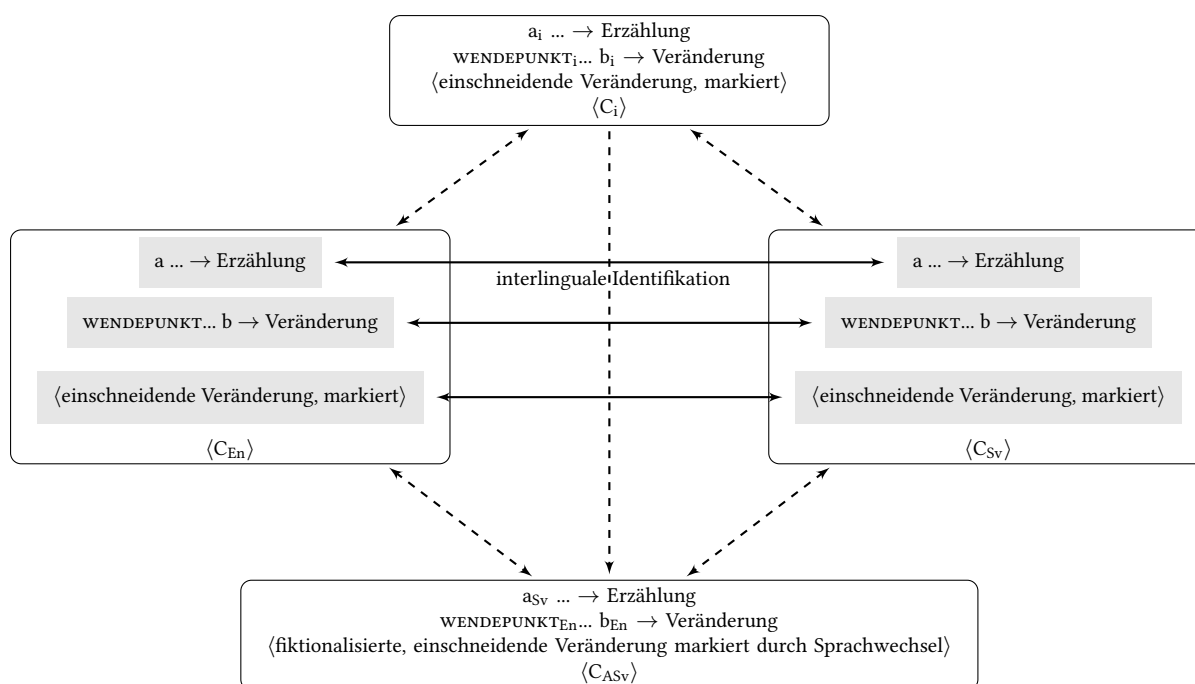 aᵢ ... → Erzählung
WENDEPUNKTᵢ... bᵢ → Veränderung
⟨einschneidende Veränderung, markiert⟩
⟨Cᵢ⟩
a ... → Erzählung
WENDEPUNKT... b → Veränderung
⟨einschneidende Veränderung, markiert⟩
⟨C_En⟩
interlinguale Identifikation
a ... → Erzählung
WENDEPUNKT... b → Veränderung
⟨einschneidende Veränderung, markiert⟩
⟨C_Sv⟩
a_Sv ... → Erzählung
WENDEPUNKT_En... b_En → Veränderung
⟨fiktionalisierte, einschneidende Veränderung markiert durch Sprachwechsel⟩
⟨C_ASv⟩